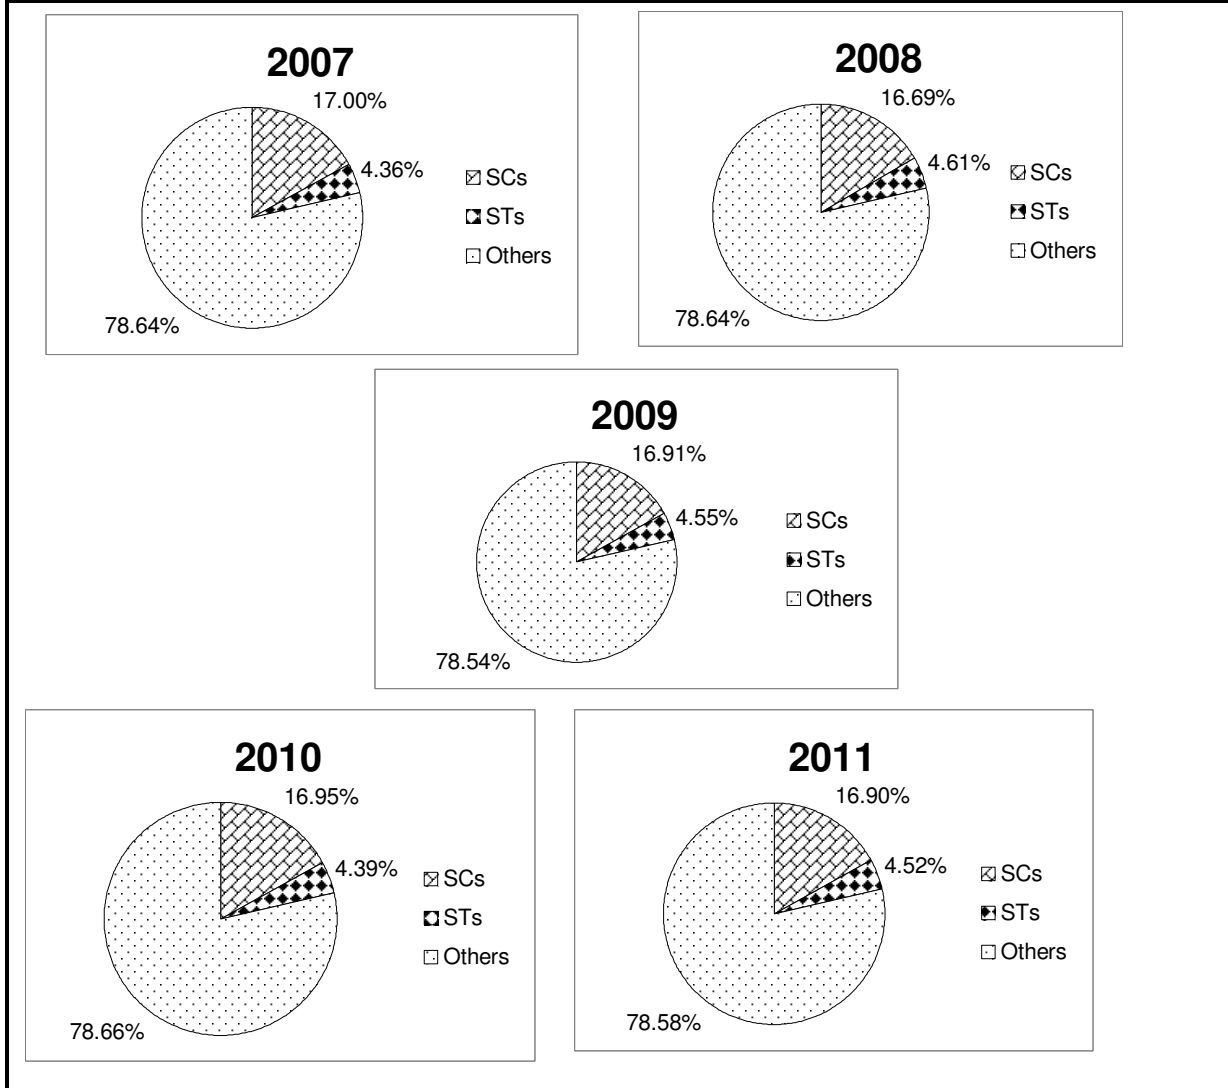 2007
17.00%
4.36%
SCs
STs
Others
78.64%
2008
16.69%
4.61%
SCs
STs
Others
78.64%
2009
16.91%
4.55%
SCs
STs
Others
78.54%
2010
16.95%
4.39%
SCs
STs
Others
78.66%
2011
16.90%
4.52%
SCs
STs
Others
78.58%